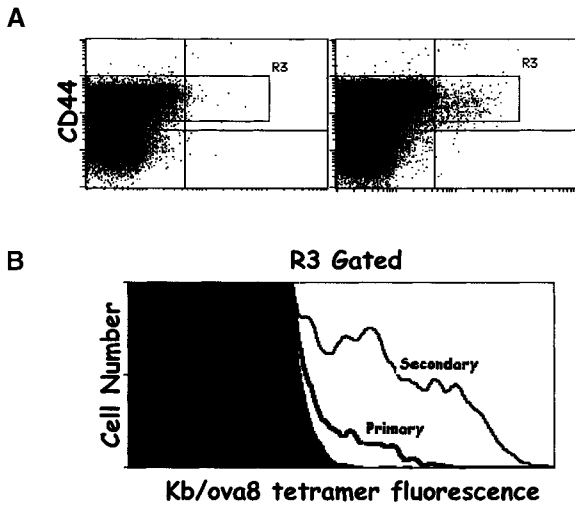 A
R3
R3
CD44
B
R3 Gated
Cell Number
Secondary
Primary
Kb/ova8 tetramer fluorescence